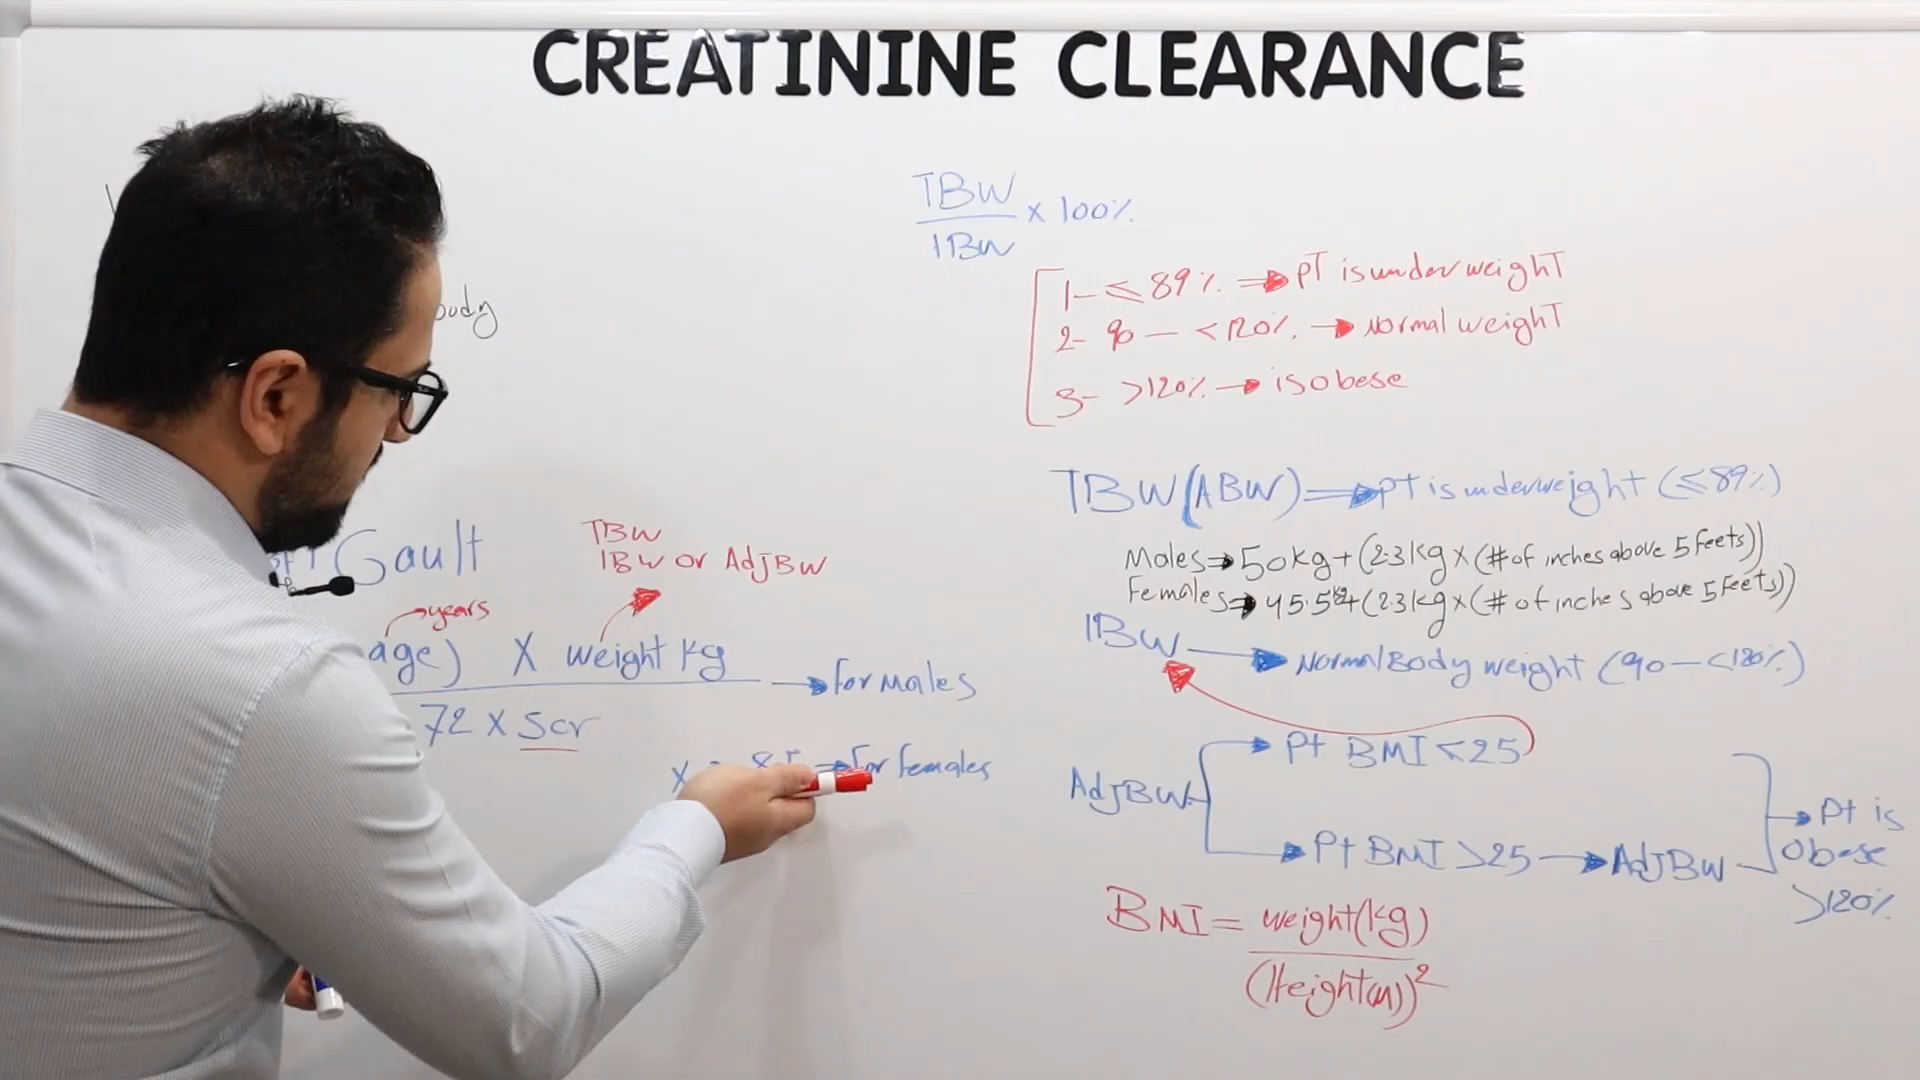 CREATININE CLEARANCE
TBW
IBW
x 100%
1- ≤ 89% → PT is underweight
2- 90 — <120% → Normal weight
3- >120% → is obese
body
TBW (ABW) → pt is underweight (≤89%)
Males → 50kg + (2.3kg x (# of inches above 5 feets))
Females → 45.5kg + (2.3kg x (# of inches above 5 feets))
IBW → Normal Body weight (90 — <120%)
Gault
TBW
IBW or AdjBW
years
age) X weight kg
72 x Scr
→ for Males
x
→ for females
AdjBW
→ Pt BMI < 25
→ Pt BMI > 25 → AdjBW
→ Pt is
Obese
>120%
BMI = weight(kg)
(Height(m))²